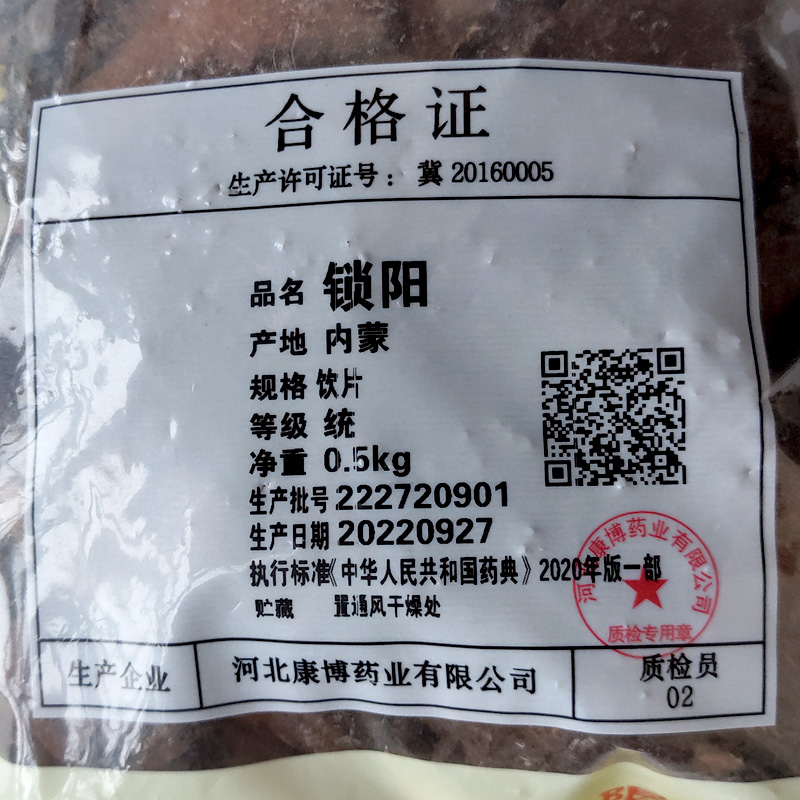 合格证
生产许可证号：冀 20160005
品名 锁阳
产地 内蒙
规格 饮片
等级 统
净重 0.5kg
生产批号 222720901
生产日期 20220927
执行标准《中华人民共和国药典》2020年版一部
贮藏 置通风干燥处
河北康博药业有限公司
质检专用章
生产企业 河北康博药业有限公司 质检员
02